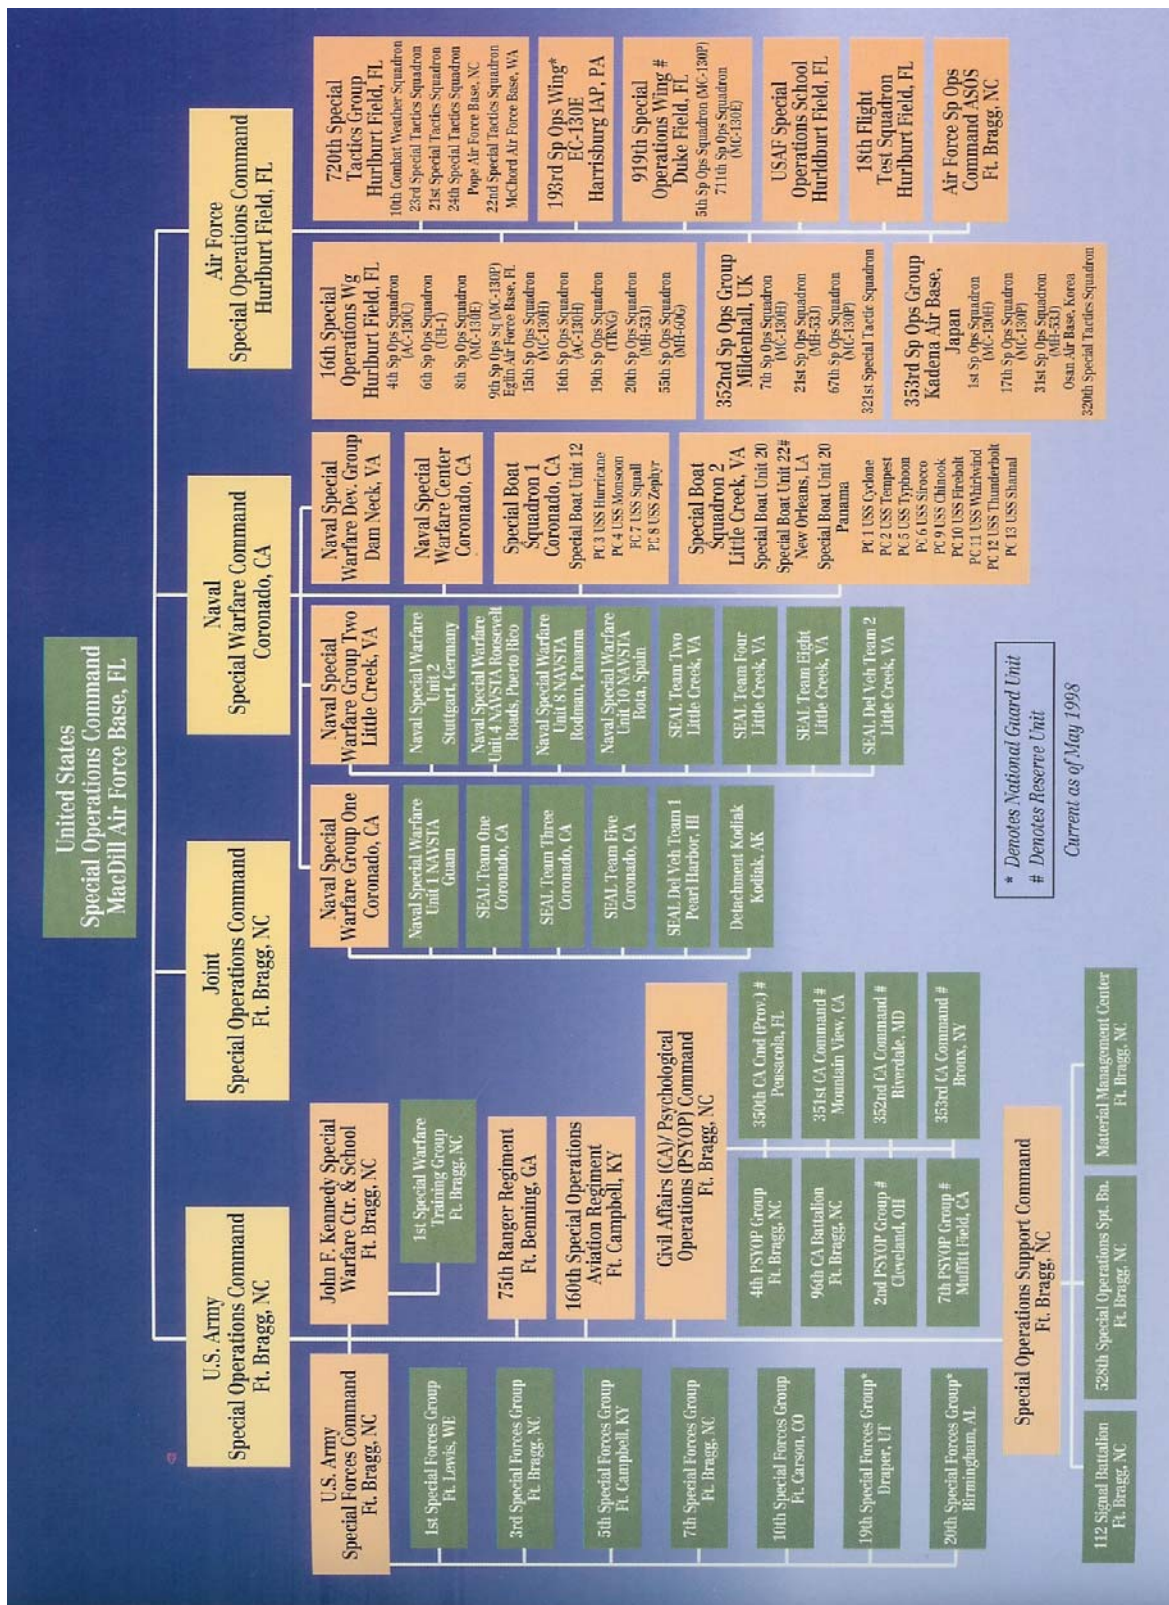 United States
Special Operations Command
MacDill Air Force Base, FL
U.S. Army
Special Operations Command
Ft. Bragg, NC
Joint
Special Operations Command
Ft. Bragg, NC
Naval
Special Warfare Command
Coronado, CA
Air Force
Special Operations Command
Hurlburt Field, FL
U.S. Army
Special Forces Command
Ft. Bragg, NC
1st Special Forces Group
Ft. Lewis, WE
3rd Special Forces Group
Ft. Bragg, NC
5th Special Forces Group
Ft. Campbell, KY
7th Special Forces Group
Ft. Bragg, NC
10th Special Forces Group
Ft. Carson, CO
19th Special Forces Group*
Draper, UT
20th Special Forces Group*
Birmingham, AL
John F. Kennedy Special
Warfare Ctr. & School
Ft. Bragg, NC
1st Special Warfare
Training Group
Ft. Bragg, NC
75th Ranger Regiment
Ft. Benning, GA
160th Special Operations
Aviation Regiment
Ft. Campbell, KY
Civil Affairs (CA)/ Psychological
Operations (PSYOP) Command
Ft. Bragg, NC
4th PSYOP Group
Ft. Bragg, NC
96th CA Battalion
Ft. Bragg, NC
2nd PSYOP Group #
Cleveland, OH
7th PSYOP Group #
Muffitt Field, CA
350th CA Cmd (Prov.) #
Pensacola, FL
351st CA Command #
Mountain View, CA
352nd CA Command #
Riverdale, MD
353rd CA Command #
Bronx, NY
Special Operations Support Command
Ft. Bragg, NC
112 Signal Battalion
Ft. Bragg, NC
528th Special Operations Spt. Bn.
Ft. Bragg, NC
Material Management Center
Ft. Bragg, NC
Naval Special
Warfare Group One
Coronado, CA
Naval Special Warfare
Unit 1 NAVSTA
Guam
SEAL Team One
Coronado, CA
SEAL Team Three
Coronado, CA
SEAL Team Five
Coronado, CA
SEAL Del Veh Team 1
Pearl Harbor, HI
Detachment Kodiak
Kodiak, AK
Naval Special
Warfare Group Two
Little Creek, VA
Naval Special Warfare
Unit 2
Stuttgart, Germany
Naval Special Warfare
Unit 4 NAVSTA Roosevelt
Roads, Puerto Rico
Naval Special Warfare
Unit 8 NAVSTA
Rodman, Panama
Naval Special Warfare
Unit 10 NAVSTA
Rota, Spain
SEAL Team Two
Little Creek, VA
SEAL Team Four
Little Creek, VA
SEAL Team Eight
Little Creek, VA
SEAL Del Veh Team 2
Little Creek, VA
Naval Special
Warfare Dev. Group
Dam Neck, VA
Naval Special
Warfare Center
Coronado, CA
Special Boat
Squadron 1
Coronado, CA
Special Boat Unit 12
PC 3 USS Hurricane
PC 4 USS Monsoon
PC 7 USS Squall
PC 8 USS Zephyr
Special Boat
Squadron 2
Little Creek, VA
Special Boat Unit 20
Special Boat Unit 22#
New Orleans, LA
Special Boat Unit 20
Panama
PC 1 USS Cyclone
PC 2 USS Tempest
PC 5 USS Typhoon
PC 6 USS Sirocco
PC 9 USS Chinook
PC 10 USS Firebolt
PC 11 USS Whirlwind
PC 12 USS Thunderbolt
PC 13 USS Shamal
16th Special
Operations Wg
Hurlburt Field, FL
4th Sp Ops Squadron
(AC-130U)
6th Sp Ops Squadron
(UH-1)
8th Sp Ops Squadron
(MC-130E)
9th Sp Ops Sq (MC-130P)
Eglin Air Force Base, FL
15th Sp Ops Squadron
(MC-130H)
16th Sp Ops Squadron
(AC-130H)
19th Sp Ops Squadron
(TRNG)
20th Sp Ops Squadron
(MH-53J)
55th Sp Ops Squadron
(MH-60G)
352nd Sp Ops Group
Mildenhall, UK
7th Sp Ops Squadron
(MC-130H)
21st Sp Ops Squadron
(MH-53J)
67th Sp Ops Squadron
(MC-130P)
321st Special Tactic Squadron
353rd Sp Ops Group
Kadena Air Base,
Japan
1st Sp Ops Squadron
(MC-130H)
17th Sp Ops Squadron
(MC-130P)
31st Sp Ops Squadron
(MH-53J)
Osan Air Base, Korea
320th Special Tactics Squadron
720th Special
Tactics Group
Hurlburt Field, FL
10th Combat Weather Squadron
23rd Special Tactics Squadron
21st Special Tactics Squadron
24th Special Tactics Squadron
Pope Air Force Base, NC
22nd Special Tactics Squadron
McChord Air Force Base, WA
193rd Sp Ops Wing*
EC-130E
Harrisburg IAP, PA
919th Special
Operations Wing #
Duke Field, FL
5th Sp Ops Squadron (MC-130P)
711th Sp Ops Squadron
(MC-130E)
USAF Special
Operations School
Hurldburt Field, FL
18th Flight
Test Squadron
Hurlburt Field, FL
Air Force Sp Ops
Command ASOS
Ft. Bragg, NC
* Denotes National Guard Unit
# Denotes Reserve Unit
Current as of May 1998